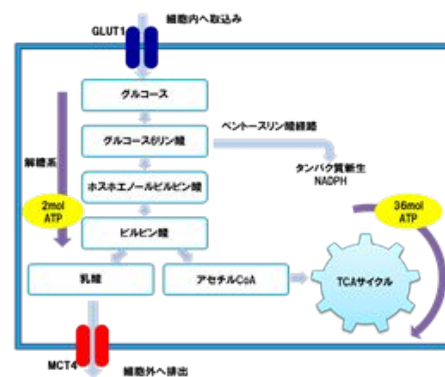 細胞内へ取込み
GLUT1
グルコース
グルコース6リン酸
ペントースリン酸経路
解糖系
タンパク質新生
NADPH
ホスホエノールピルビン酸
2mol
ATP
36mol
ATP
ピルビン酸
乳酸
アセチルCoA
TCAサイクル
MCT4
細胞外へ排出